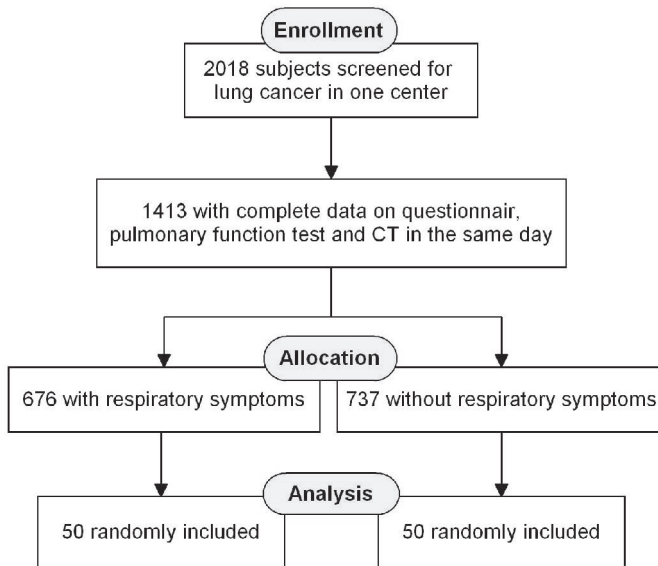 Enrollment
2018 subjects screened for
lung cancer in one center
1413 with complete data on questionnair,
pulmonary function test and CT in the same day
Allocation
676 with respiratory symptoms
737 without respiratory symptoms
Analysis
50 randomly included
50 randomly included